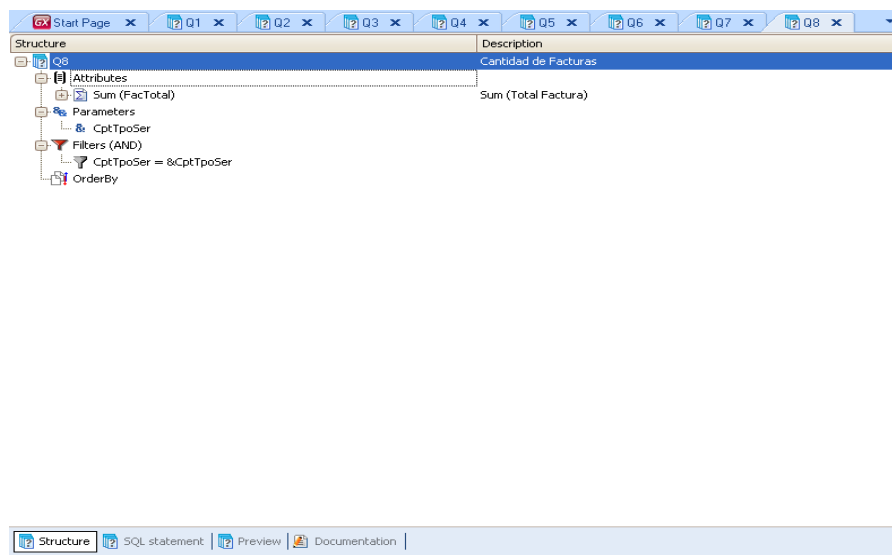 GX Start Page Q1 Q2 Q3 Q4 Q5 Q6 Q7 Q8
Structure Description
Q8 Cantidad de Facturas
Attributes
Sum (FacTotal) Sum (Total Factura)
Parameters
&: CptTpoSer
Filters (AND)
CptTpoSer = &CptTpoSer
OrderBy
Structure SQL statement Preview Documentation